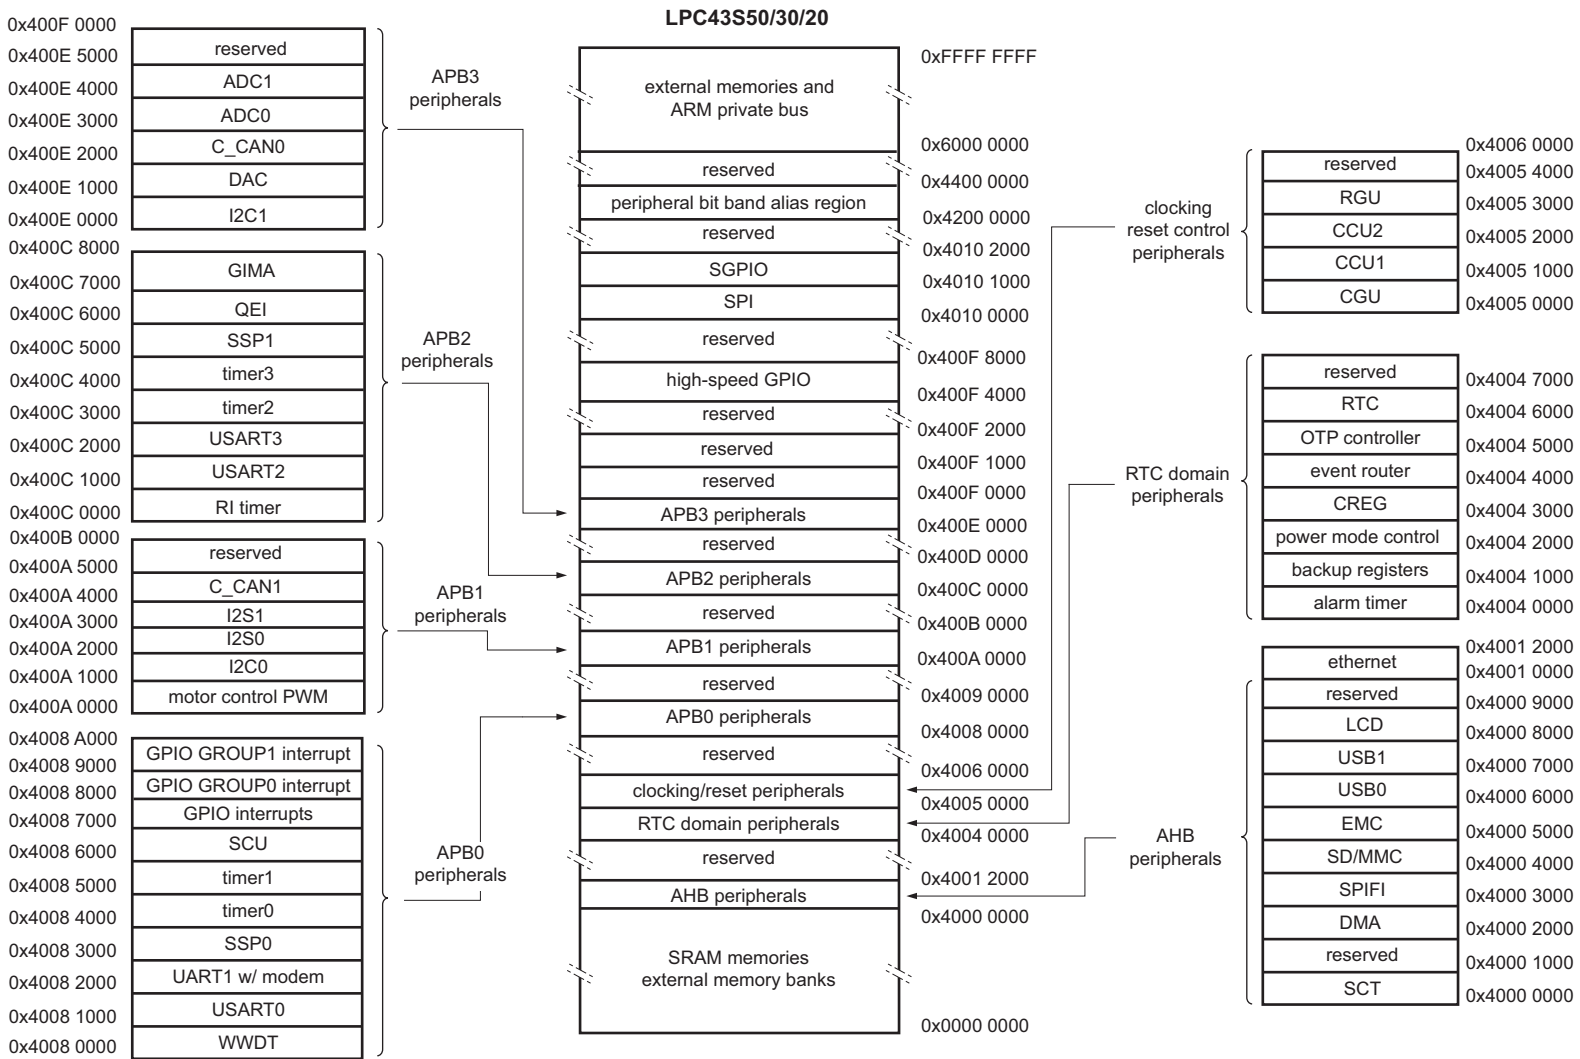 LPC43S50/30/20
0x400F 0000
reserved
0x400E 5000
ADC1
0x400E 4000
ADC0
0x400E 3000
C_CAN0
0x400E 2000
DAC
0x400E 1000
I2C1
0x400E 0000
APB3
peripherals
0x400C 8000
GIMA
0x400C 7000
QEI
0x400C 6000
SSP1
0x400C 5000
timer3
0x400C 4000
timer2
0x400C 3000
USART3
0x400C 2000
USART2
0x400C 1000
RI timer
0x400C 0000
APB2
peripherals
0x400B 0000
reserved
0x400A 5000
C_CAN1
0x400A 4000
I2S1
0x400A 3000
I2S0
0x400A 2000
I2C0
0x400A 1000
motor control PWM
0x400A 0000
APB1
peripherals
0x4008 A000
GPIO GROUP1 interrupt
0x4008 9000
GPIO GROUP0 interrupt
0x4008 8000
GPIO interrupts
0x4008 7000
SCU
0x4008 6000
timer1
0x4008 5000
timer0
0x4008 4000
SSP0
0x4008 3000
UART1 w/ modem
0x4008 2000
USART0
0x4008 1000
WWDT
0x4008 0000
APB0
peripherals
0xFFFF FFFF
external memories and
ARM private bus
0x6000 0000
reserved
0x4400 0000
peripheral bit band alias region
0x4200 0000
reserved
0x4010 2000
SGPIO
0x4010 1000
SPI
0x4010 0000
reserved
0x400F 8000
high-speed GPIO
0x400F 4000
reserved
0x400F 2000
reserved
0x400F 1000
reserved
0x400F 0000
APB3 peripherals
0x400E 0000
reserved
0x400D 0000
APB2 peripherals
0x400C 0000
reserved
0x400B 0000
APB1 peripherals
0x400A 0000
reserved
0x4009 0000
APB0 peripherals
0x4008 0000
reserved
0x4006 0000
clocking/reset peripherals
0x4005 0000
RTC domain peripherals
0x4004 0000
reserved
0x4001 2000
AHB peripherals
0x4000 0000
SRAM memories
external memory banks
0x0000 0000
clocking
reset control
peripherals
0x4006 0000
reserved
0x4005 4000
RGU
0x4005 3000
CCU2
0x4005 2000
CCU1
0x4005 1000
CGU
0x4005 0000
RTC domain
peripherals
reserved
0x4004 7000
RTC
0x4004 6000
OTP controller
0x4004 5000
event router
0x4004 4000
CREG
0x4004 3000
power mode control
0x4004 2000
backup registers
0x4004 1000
alarm timer
0x4004 0000
AHB
peripherals
0x4001 2000
ethernet
0x4001 0000
reserved
0x4000 9000
LCD
0x4000 8000
USB1
0x4000 7000
USB0
0x4000 6000
EMC
0x4000 5000
SD/MMC
0x4000 4000
SPIFI
0x4000 3000
DMA
0x4000 2000
reserved
0x4000 1000
SCT
0x4000 0000